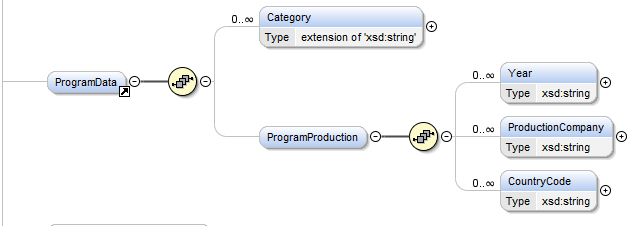 0..∞
Category
Type extension of 'xsd:string'
ProgramData
0..∞
Year
Type xsd:string
0..∞
ProductionCompany
Type xsd:string
ProgramProduction
0..∞
CountryCode
Type xsd:string